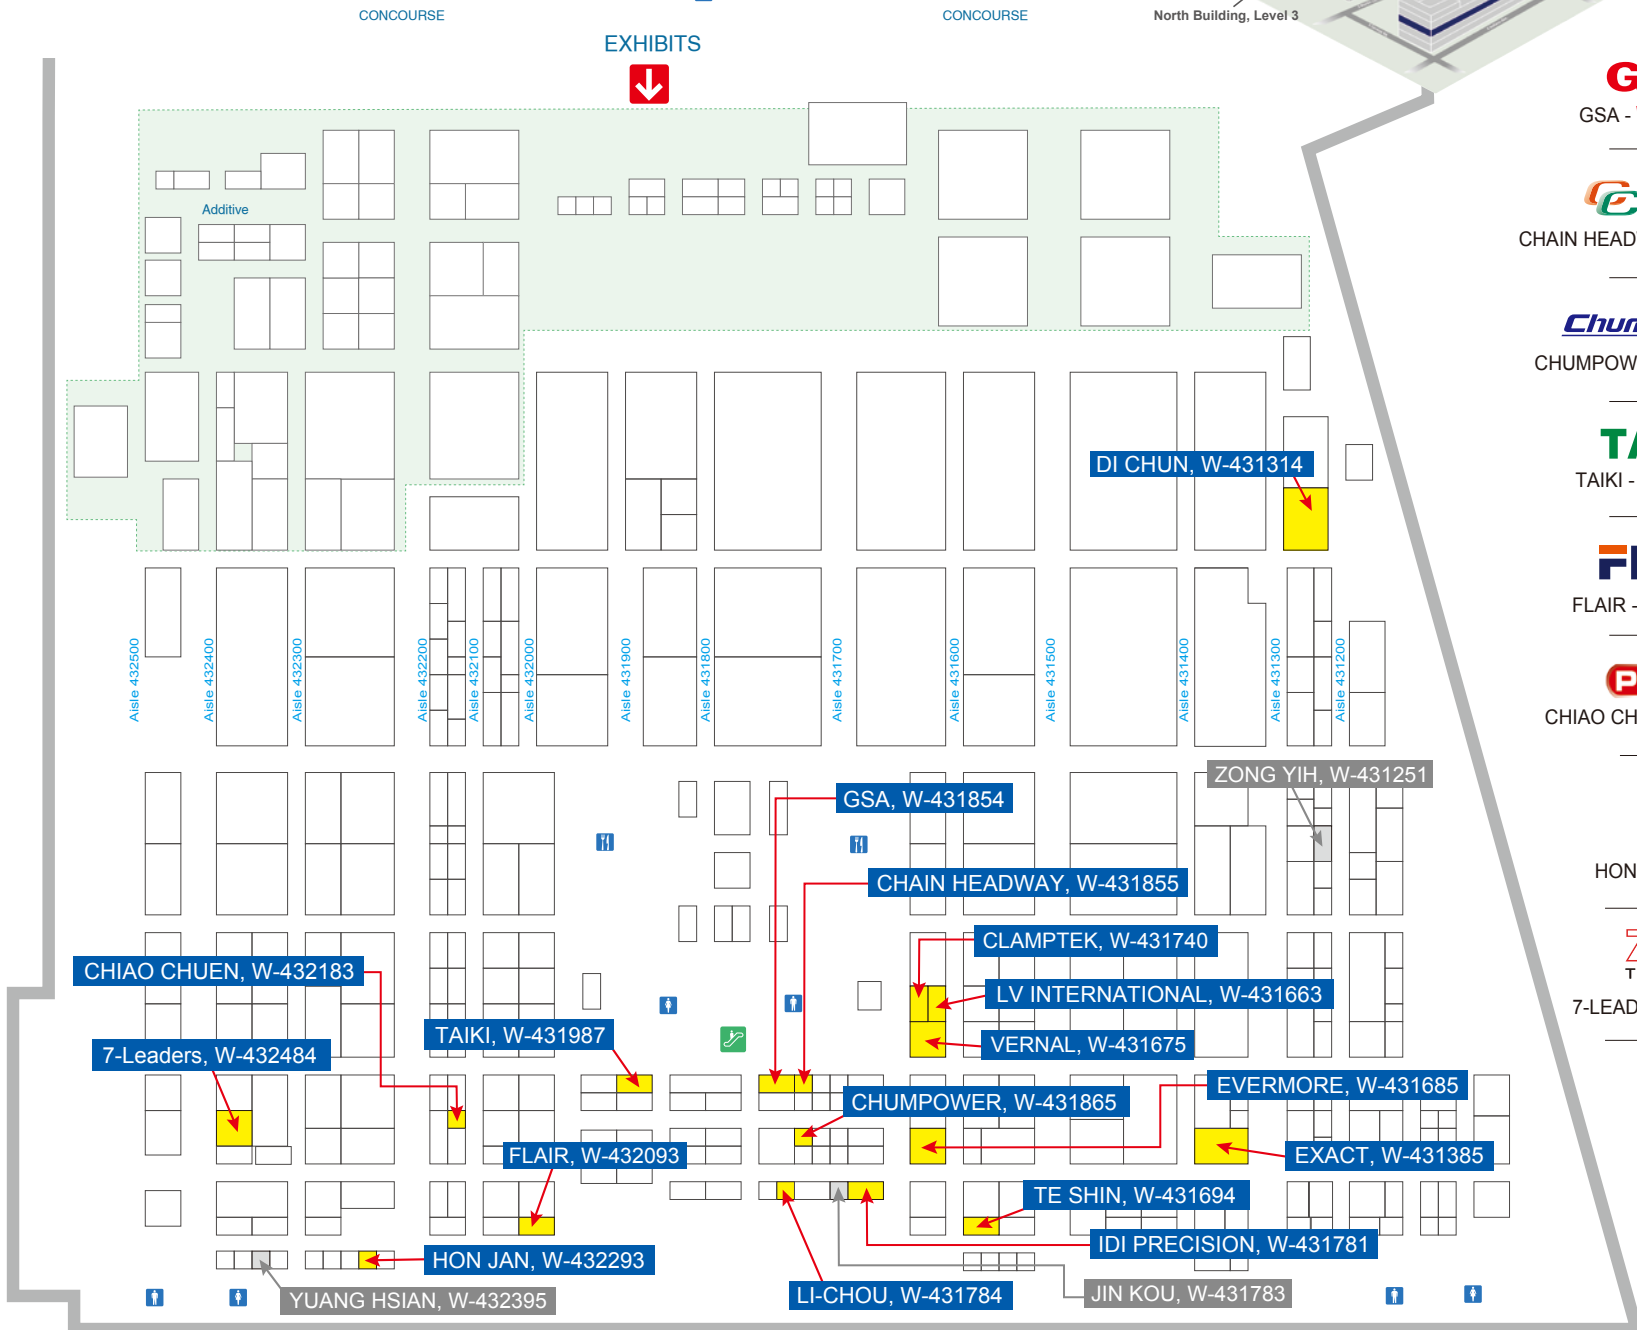 CONCOURSE
CONCOURSE
North Building, Level 3
EXHIBITS
GSA -
Additive
CHAIN HEAD
Chum
CHUMPOW
DI CHUN, W-431314
TAIKI -
FLAIR -
Aisle 432500
Aisle 432400
Aisle 432300
Aisle 432200
Aisle 432100
Aisle 432000
Aisle 431900
Aisle 431800
Aisle 431700
Aisle 431600
Aisle 431500
Aisle 431400
Aisle 431300
Aisle 431200
CHIAO CH
ZONG YIH, W-431251
GSA, W-431854
CHAIN HEADWAY, W-431855
HON
CLAMPTEK, W-431740
CHIAO CHUEN, W-432183
LV INTERNATIONAL, W-431663
7-LEAD
TAIKI, W-431987
VERNAL, W-431675
7-Leaders, W-432484
EVERMORE, W-431685
CHUMPOWER, W-431865
FLAIR, W-432093
EXACT, W-431385
TE SHIN, W-431694
IDI PRECISION, W-431781
HON JAN, W-432293
YUANG HSIAN, W-432395
LI-CHOU, W-431784
JIN KOU, W-431783